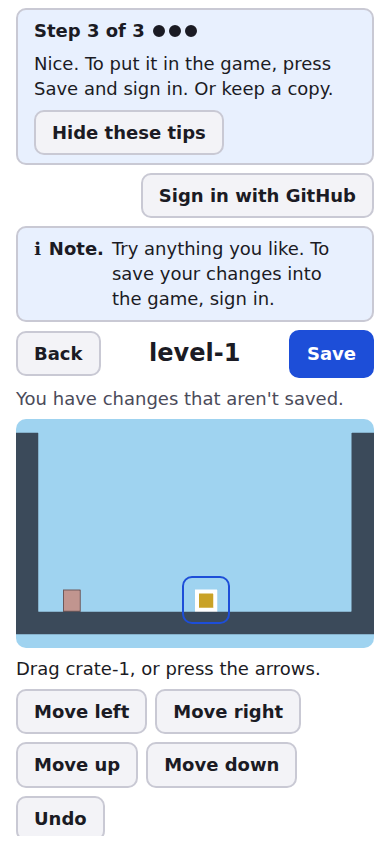 Step 3 of 3
Nice. To put it in the game, press
Save and sign in. Or keep a copy.
Hide these tips
Sign in with GitHub
ℹ Note. Try anything you like. To
save your changes into
the game, sign in.
Back
level-1
Save
You have changes that aren't saved.
Drag crate-1, or press the arrows.
Move left
Move right
Move up
Move down
Undo